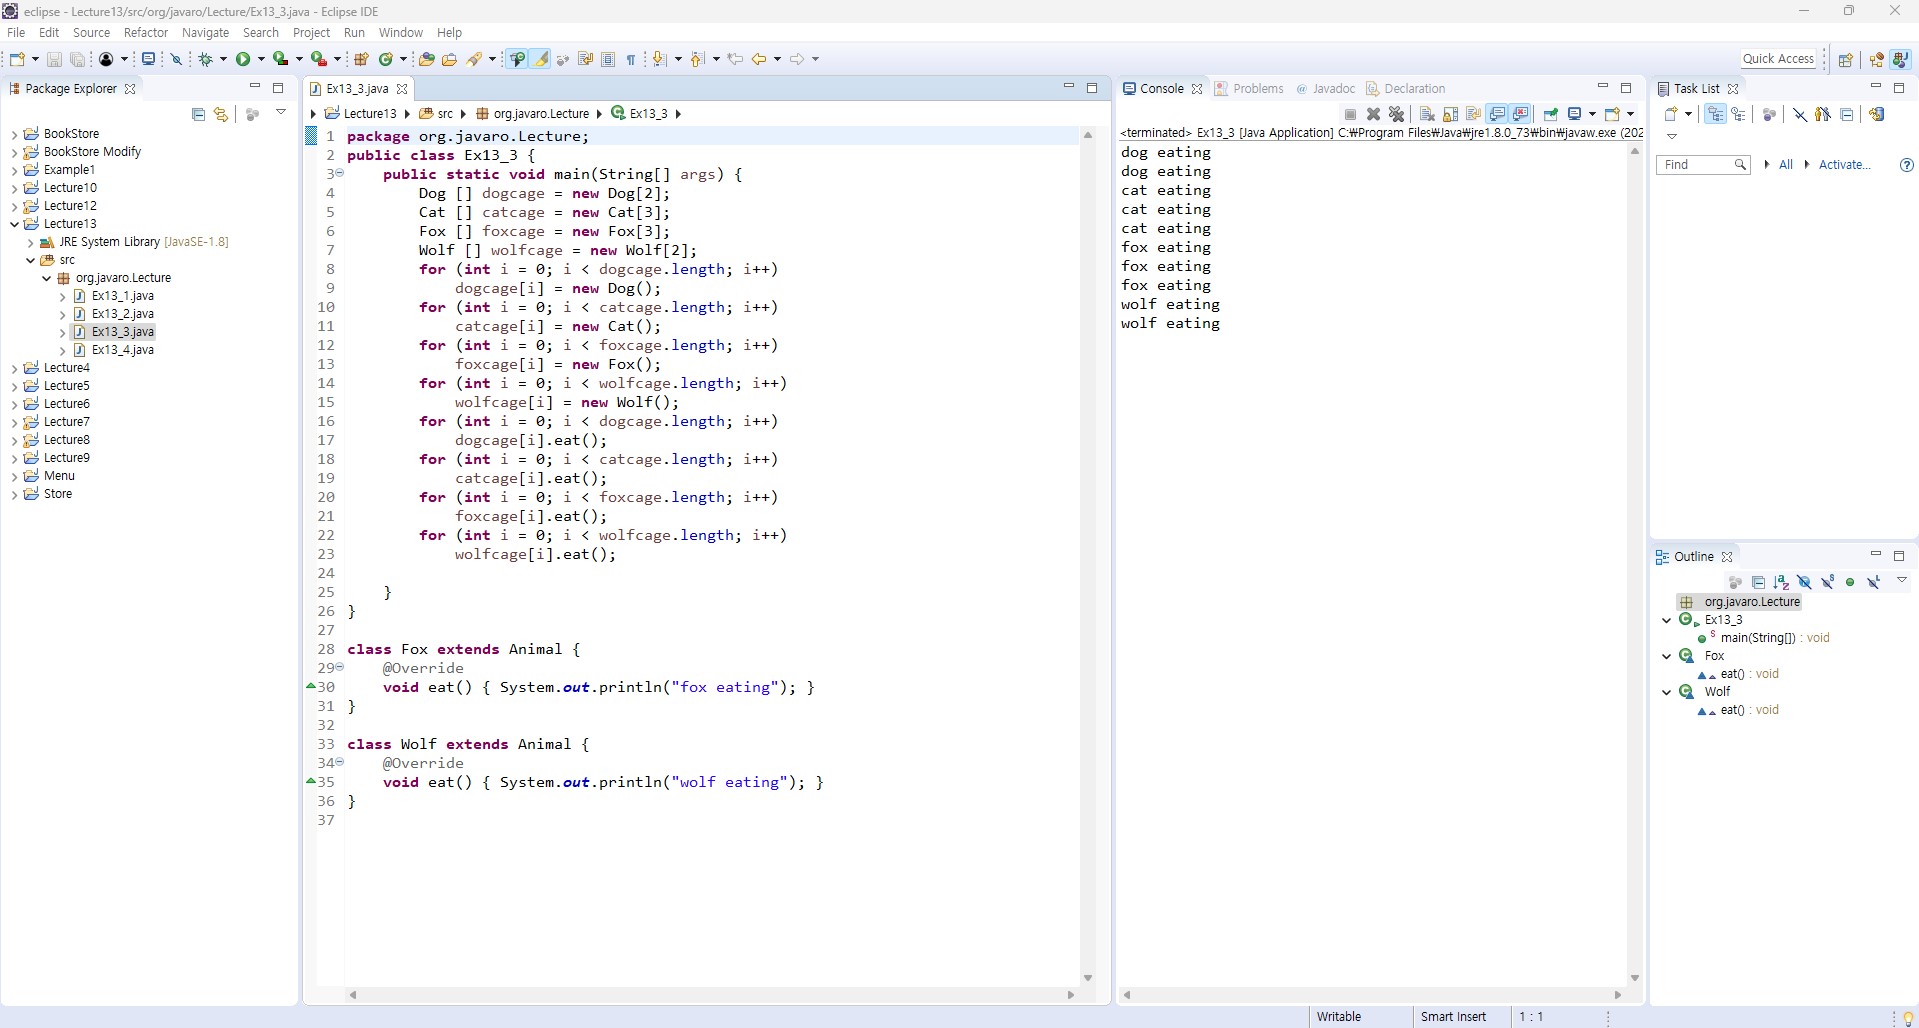 eclipse - Lecture13/src/org/javaro/Lecture/Ex13_3.java - Eclipse IDE
File Edit Source Refactor Navigate Search Project Run Window Help
Quick Access
Package Explorer
BookStore
BookStore Modify
Example1
Lecture10
Lecture12
Lecture13
JRE System Library [JavaSE-1.8]
src
org.javaro.Lecture
Ex13_1.java
Ex13_2.java
Ex13_3.java
Ex13_4.java
Lecture4
Lecture5
Lecture6
Lecture7
Lecture8
Lecture9
Menu
Store
Ex13_3.java
Lecture13 src org.javaro.Lecture Ex13_3
1 package org.javaro.Lecture;
2 public class Ex13_3 {
3 public static void main(String[] args) {
4 Dog [] dogcage = new Dog[2];
5 Cat [] catcage = new Cat[3];
6 Fox [] foxcage = new Fox[3];
7 Wolf [] wolfcage = new Wolf[2];
8 for (int i = 0; i < dogcage.length; i++)
9 dogcage[i] = new Dog();
10 for (int i = 0; i < catcage.length; i++)
11 catcage[i] = new Cat();
12 for (int i = 0; i < foxcage.length; i++)
13 foxcage[i] = new Fox();
14 for (int i = 0; i < wolfcage.length; i++)
15 wolfcage[i] = new Wolf();
16 for (int i = 0; i < dogcage.length; i++)
17 dogcage[i].eat();
18 for (int i = 0; i < catcage.length; i++)
19 catcage[i].eat();
20 for (int i = 0; i < foxcage.length; i++)
21 foxcage[i].eat();
22 for (int i = 0; i < wolfcage.length; i++)
23 wolfcage[i].eat();
24
25 }
26 }
27
28 class Fox extends Animal {
29 @Override
30 void eat() { System.out.println("fox eating"); }
31 }
32
33 class Wolf extends Animal {
34 @Override
35 void eat() { System.out.println("wolf eating"); }
36 }
37
Console Problems @ Javadoc Declaration
<terminated> Ex13_3 [Java Application] C:₩Program Files₩Java₩jre1.8.0_73₩bin₩javaw.exe (202
dog eating
dog eating
cat eating
cat eating
cat eating
fox eating
fox eating
fox eating
wolf eating
wolf eating
Task List
Find All Activate...
Outline
org.javaro.Lecture
Ex13_3
main(String[]) : void
Fox
eat() : void
Wolf
eat() : void
Writable Smart Insert 1 : 1